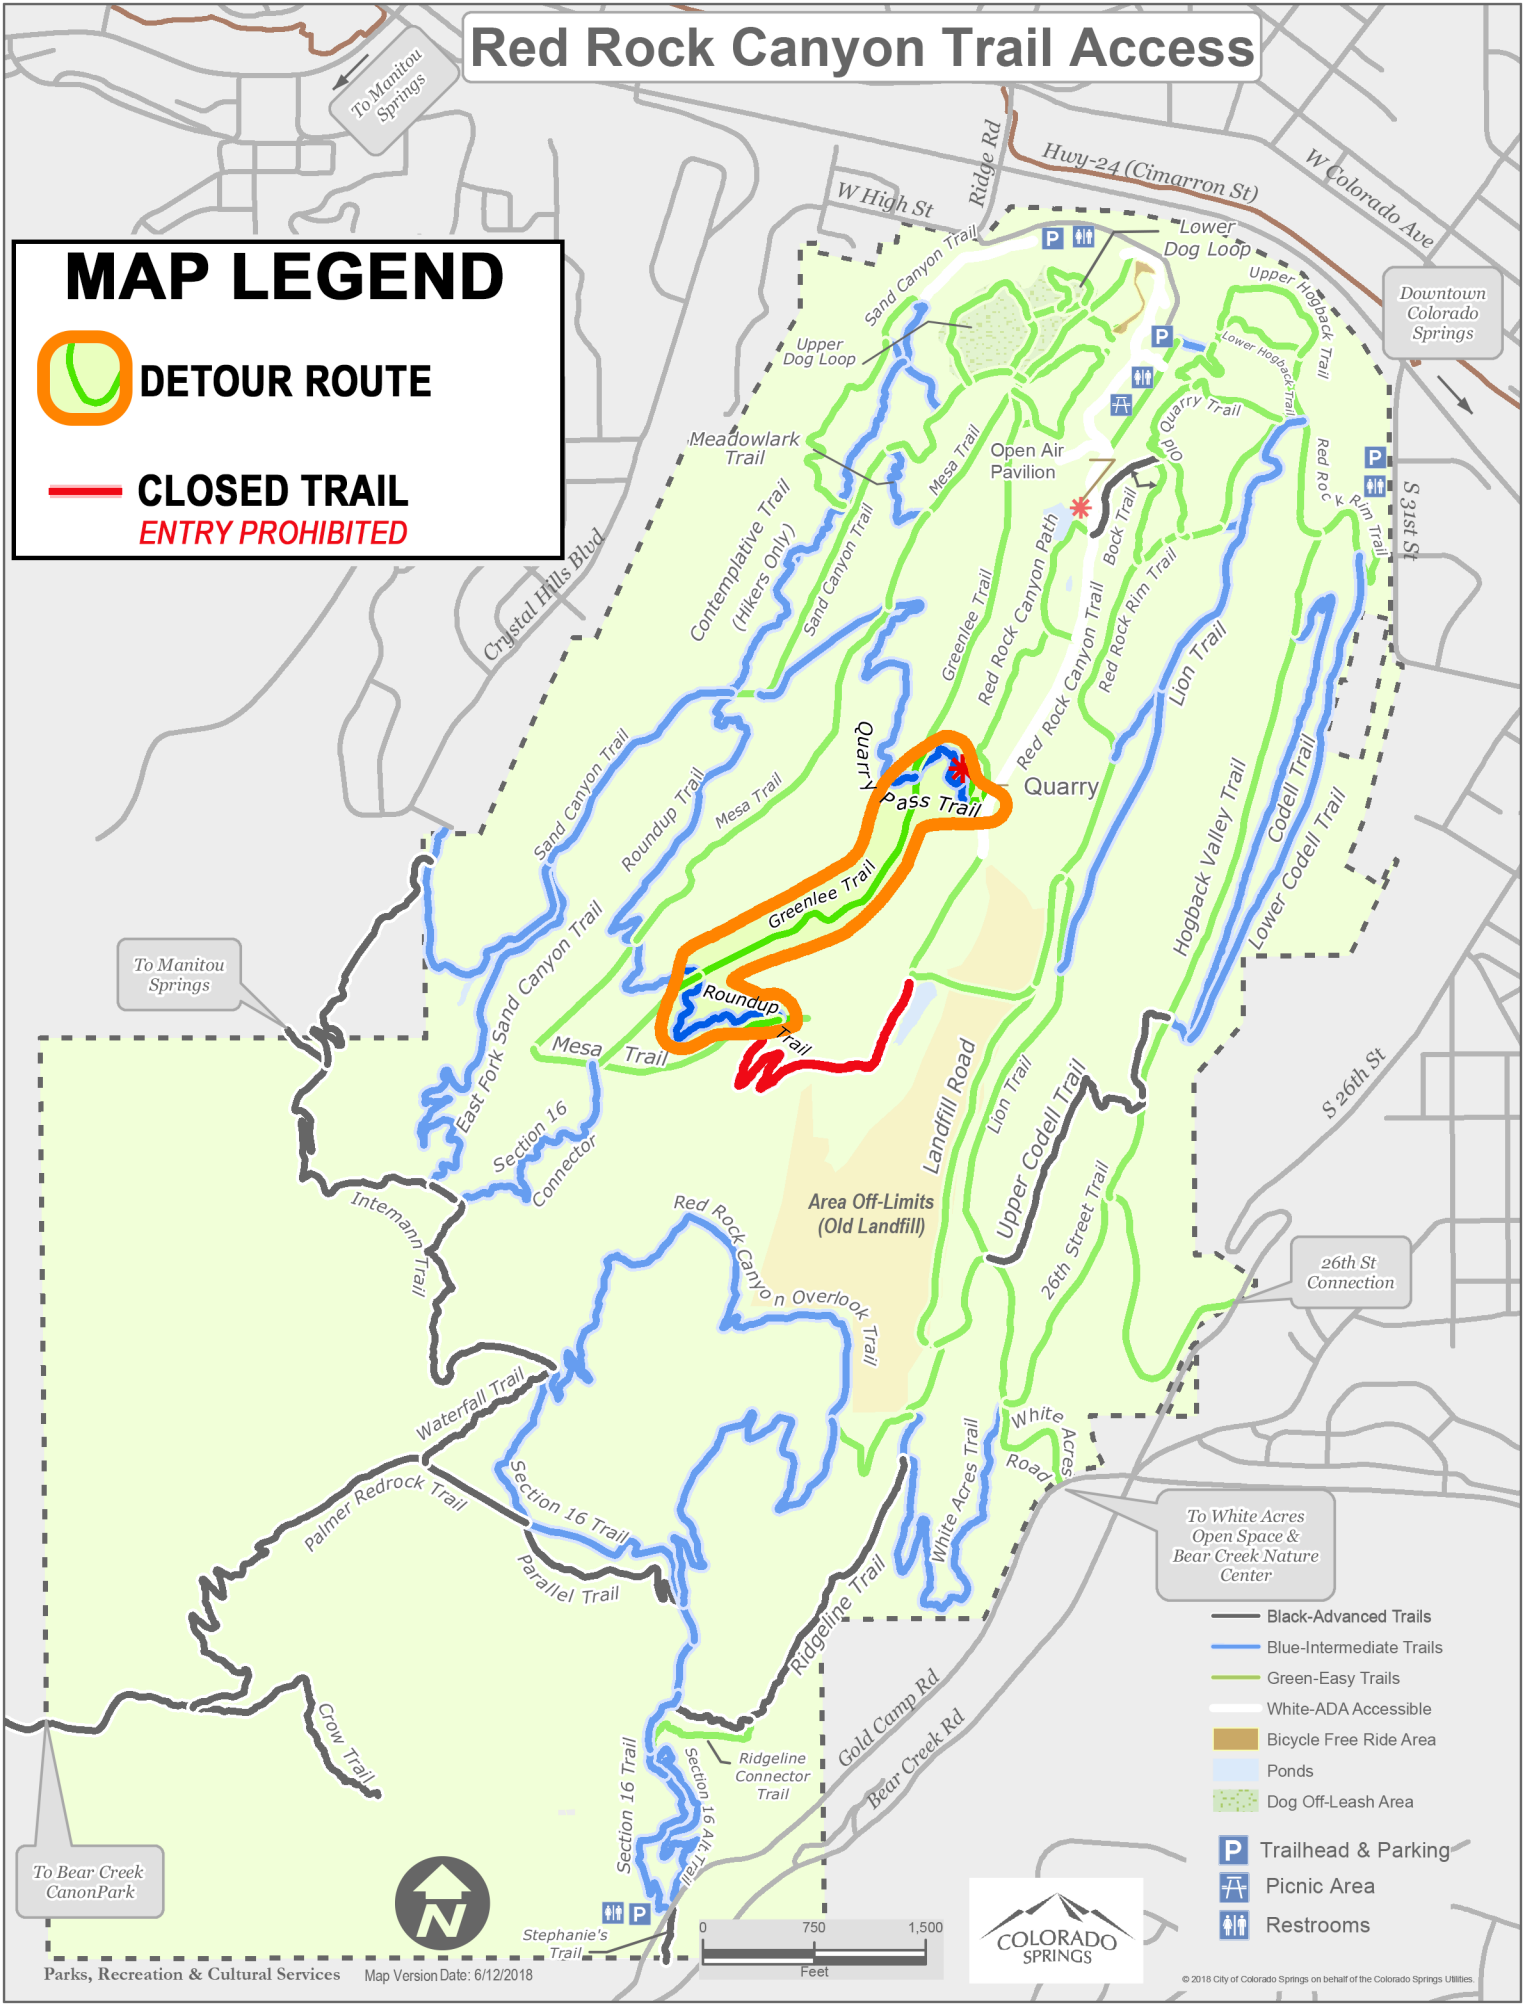 Red Rock Canyon Trail Access
To Manitou
Springs
Ridge Rd
Hwy-24 (Cimarron St)
W Colorado Ave
W High St
MAP LEGEND
DETOUR ROUTE
CLOSED TRAIL
ENTRY PROHIBITED
Sand Canyon Trail
P
Lower
Dog Loop
Upper Hogback Trail
Downtown
Colorado
Springs
Upper
Dog Loop
P
Lower Hogback Trail
Old Quarry Trail
Meadowlark
Trail
Mesa Trail
Open Air
Pavilion
Red Rock Rim Trail
P
S 31st St
Contemplative Trail
(Hikers Only)
Sand Canyon Trail
Bock Trail
Crystal Hills Blvd
Greenlee Trail
Red Rock Canyon Path
Red Rock Canyon Trail
Red Rock Rim Trail
Lion Trail
Sand Canyon Trail
Roundup Trail
Mesa Trail
Quarry Pass Trail
Quarry
Hogback Valley Trail
Codell Trail
Lower Codell Trail
Greenlee Trail
To Manitou
Springs
East Fork Sand Canyon Trail
Roundup
Trail
Mesa Trail
Landfill Road
Lion Trail
Upper Codell Trail
S 26th St
Section 16
Connector
Intemann Trail
Area Off-Limits
(Old Landfill)
Red Rock Canyon Overlook Trail
26th Street Trail
26th St
Connection
Waterfall Trail
White Acres
Road
White Acres Trail
Palmer Redrock Trail
Section 16 Trail
Parallel Trail
To White Acres
Open Space &
Bear Creek Nature
Center
Ridgeline Trail
Black-Advanced Trails
Blue-Intermediate Trails
Green-Easy Trails
White-ADA Accessible
Bicycle Free Ride Area
Ponds
Dog Off-Leash Area
P Trailhead & Parking
Picnic Area
Restrooms
Crow Trail
Gold Camp Rd
Bear Creek Rd
Section 16 Trail
Section 16 Alt.Trail
Ridgeline
Connector
Trail
To Bear Creek
CanonPark
N
P
Stephanie's
Trail
0 750 1,500
Feet
COLORADO
SPRINGS
Parks, Recreation & Cultural Services
Map Version Date: 6/12/2018
© 2018 City of Colorado Springs on behalf of the Colorado Springs Utilities.